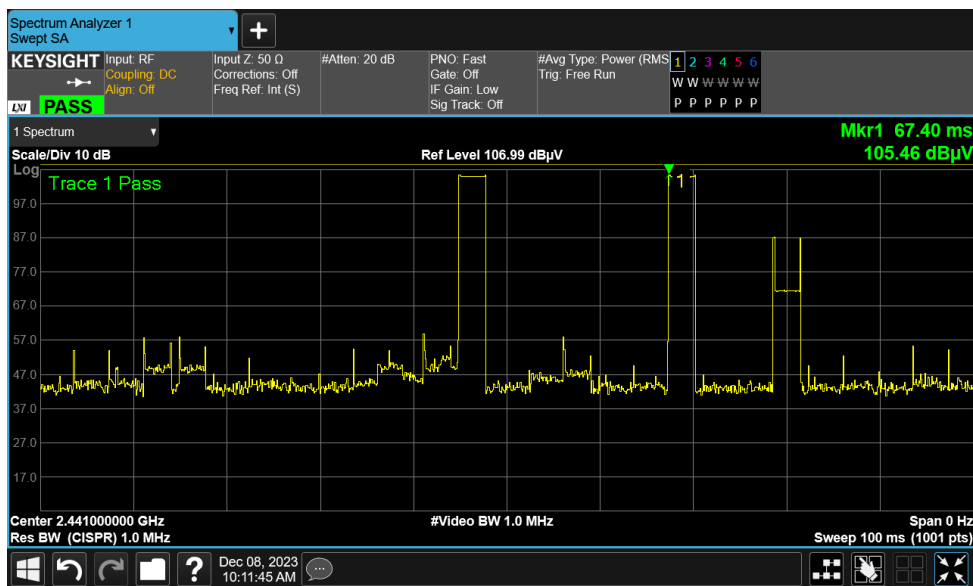 Spectrum Analyzer 1
Swept SA
+
KEYSIGHT
LXI PASS
Input: RF
Coupling: DC
Align: Off
Input Z: 50 Ω
Corrections: Off
Freq Ref: Int (S)
#Atten: 20 dB
PNO: Fast
Gate: Off
IF Gain: Low
Sig Track: Off
#Avg Type: Power (RMS
Trig: Free Run
1 2 3 4 5 6
W W W W W W
P P P P P P
1 Spectrum
Mkr1 67.40 ms
Scale/Div 10 dB
Ref Level 106.99 dBµV
105.46 dBµV
Log
Trace 1 Pass
1
97.0
87.0
77.0
67.0
57.0
47.0
37.0
27.0
17.0
Center 2.441000000 GHz
#Video BW 1.0 MHz
Span 0 Hz
Res BW (CISPR) 1.0 MHz
Sweep 100 ms (1001 pts)
?
Dec 08, 2023
10:11:45 AM